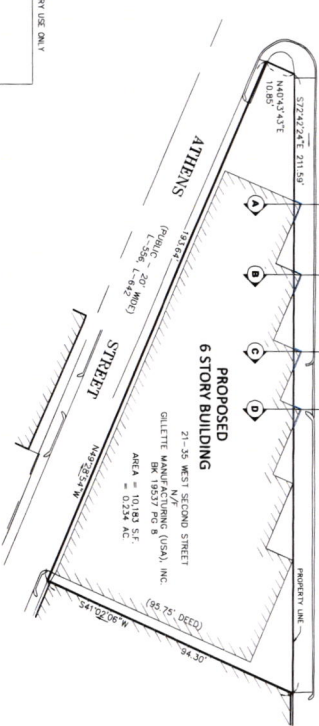 RY USE ONLY
S72°42'24"E 211.59'
N40°43'43"E
10.85'
ATHENS
(PUBLIC - 20' WIDE)
L-556, L-642
STREET
193.64'
N49°28'54"W
A
B
C
D
PROPOSED
6 STORY BUILDING
21-35 WEST SECOND STREET
N/F
GILLETTE MANUFACTURING (USA), INC.
BK 19537 PG 8
AREA = 10,183 S.F.
= 0.234 AC
PROPERTY LINE
(95.75' DEED)
94.30'
S41°02'06"W